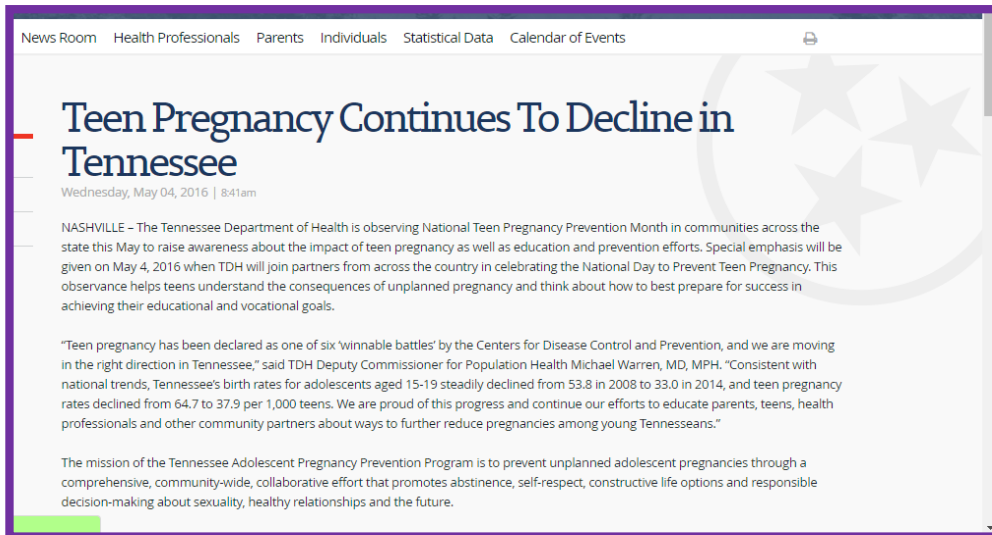 News Room Health Professionals Parents Individuals Statistical Data Calendar of Events
Teen Pregnancy Continues To Decline in
Tennessee
Wednesday, May 04, 2016 | 8:41am
NASHVILLE – The Tennessee Department of Health is observing National Teen Pregnancy Prevention Month in communities across the
state this May to raise awareness about the impact of teen pregnancy as well as education and prevention efforts. Special emphasis will be
given on May 4, 2016 when TDH will join partners from across the country in celebrating the National Day to Prevent Teen Pregnancy. This
observance helps teens understand the consequences of unplanned pregnancy and think about how to best prepare for success in
achieving their educational and vocational goals.
“Teen pregnancy has been declared as one of six ‘winnable battles’ by the Centers for Disease Control and Prevention, and we are moving
in the right direction in Tennessee,” said TDH Deputy Commissioner for Population Health Michael Warren, MD, MPH. “Consistent with
national trends, Tennessee’s birth rates for adolescents aged 15-19 steadily declined from 53.8 in 2008 to 33.0 in 2014, and teen pregnancy
rates declined from 64.7 to 37.9 per 1,000 teens. We are proud of this progress and continue our efforts to educate parents, teens, health
professionals and other community partners about ways to further reduce pregnancies among young Tennesseans.”
The mission of the Tennessee Adolescent Pregnancy Prevention Program is to prevent unplanned adolescent pregnancies through a
comprehensive, community-wide, collaborative effort that promotes abstinence, self-respect, constructive life options and responsible
decision-making about sexuality, healthy relationships and the future.